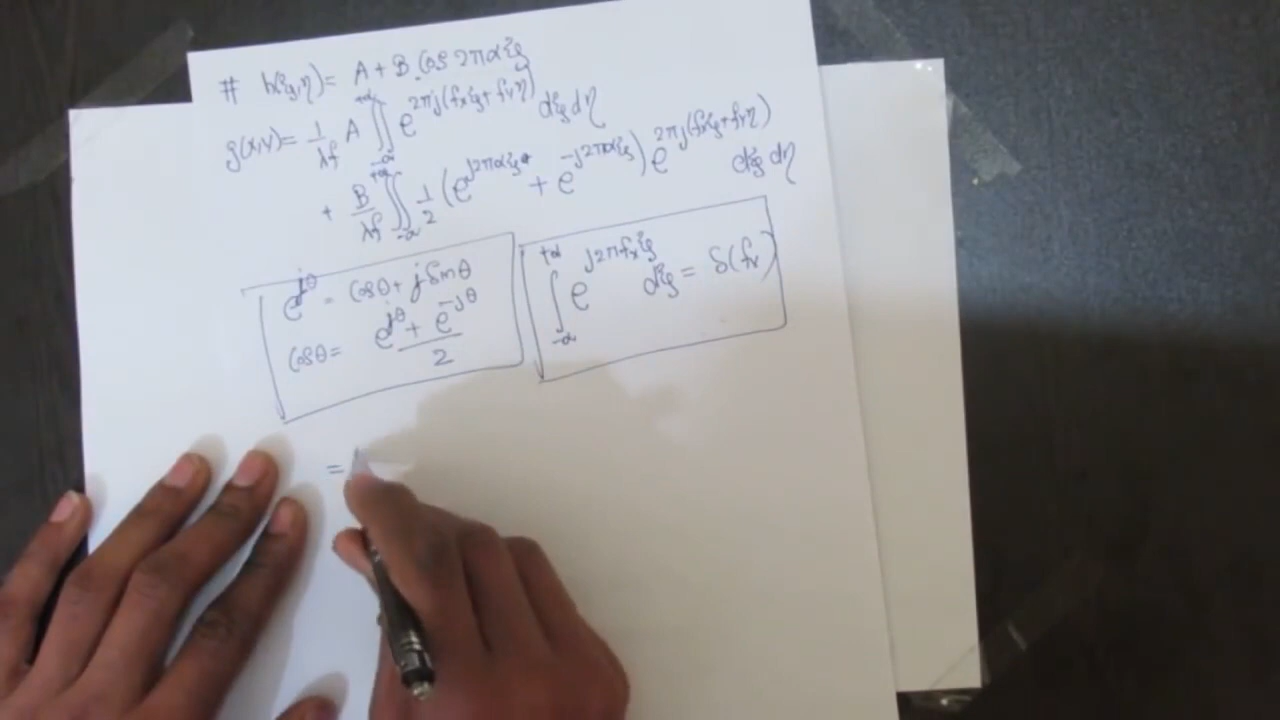 # h(ξ,η) = A + B cos 2παξ
g(x,y) = 1/λf A ∫∫_{-α}^{+α} e^{2πj(fxξ+fyη)} dξ dη
+ B/λf ∫∫_{-α}^{+α} 1/2 (e^{j2παξ} + e^{-j2παξ}) e^{2πj(fxξ+fyη)} dξ dη
e^{jθ} = cosθ + j sinθ
cosθ = (e^{jθ} + e^{-jθ})/2
∫_{-α}^{+α} e^{j2πfxξ} dξ = δ(fx)
=